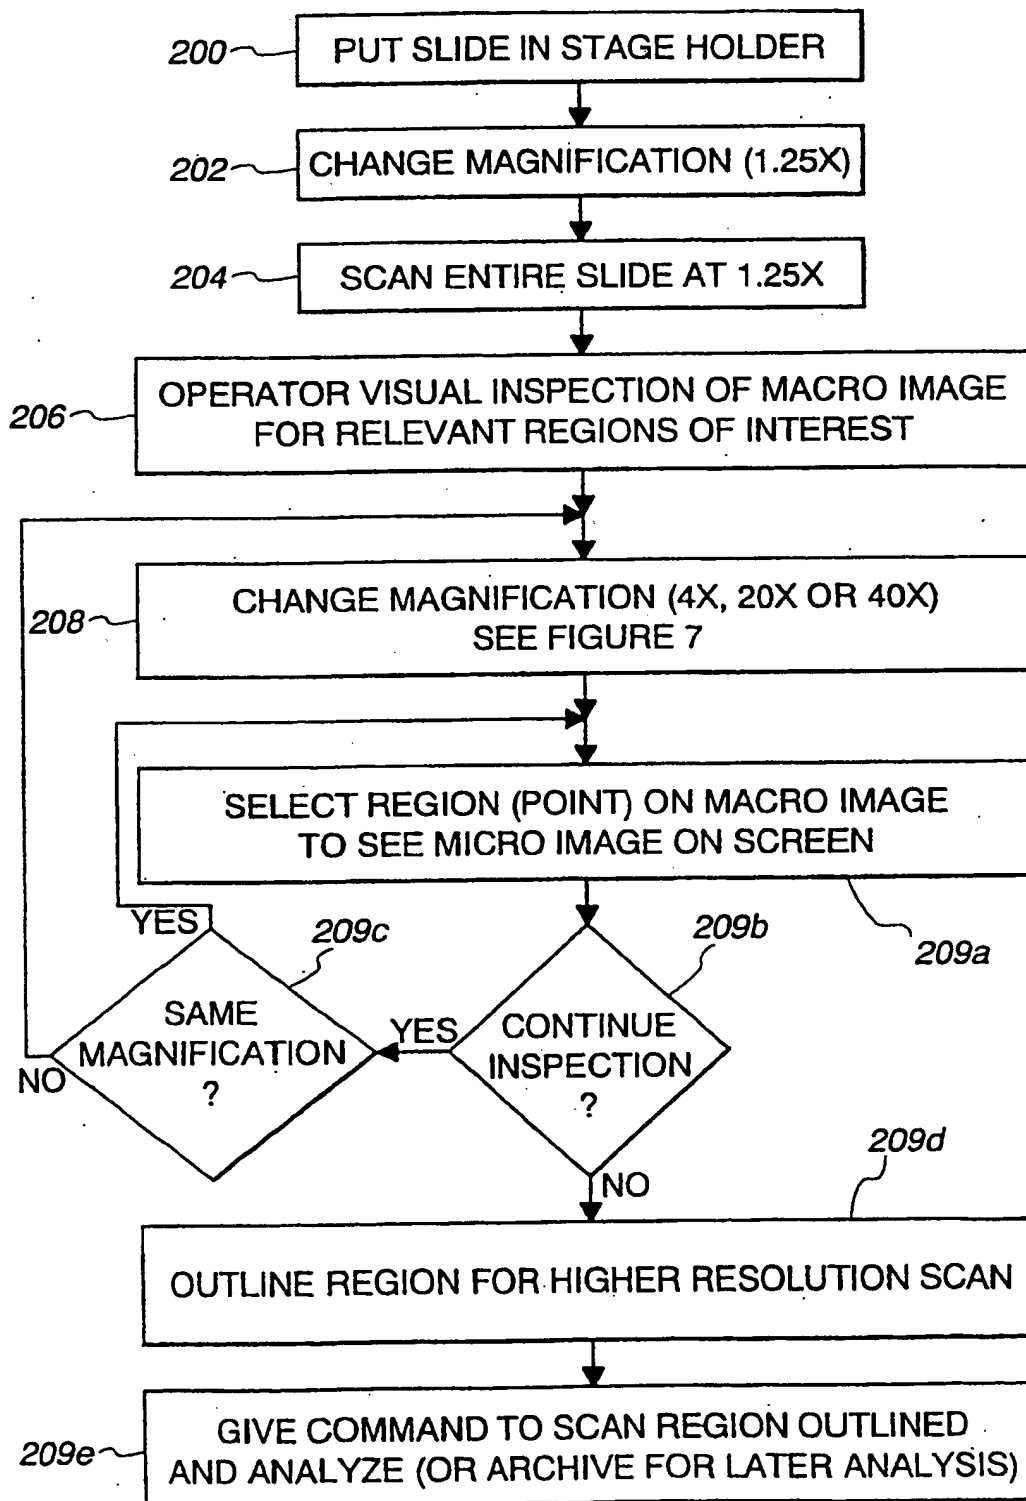 200
PUT SLIDE IN STAGE HOLDER
202
CHANGE MAGNIFICATION (1.25X)
204
SCAN ENTIRE SLIDE AT 1.25X
206
OPERATOR VISUAL INSPECTION OF MACRO IMAGE
FOR RELEVANT REGIONS OF INTEREST
208
CHANGE MAGNIFICATION (4X, 20X OR 40X)
SEE FIGURE 7
SELECT REGION (POINT) ON MACRO IMAGE
TO SEE MICRO IMAGE ON SCREEN
209a
209b
CONTINUE
INSPECTION
?
YES
209c
SAME
MAGNIFICATION
?
YES
NO
NO
209d
OUTLINE REGION FOR HIGHER RESOLUTION SCAN
209e
GIVE COMMAND TO SCAN REGION OUTLINED
AND ANALYZE (OR ARCHIVE FOR LATER ANALYSIS)